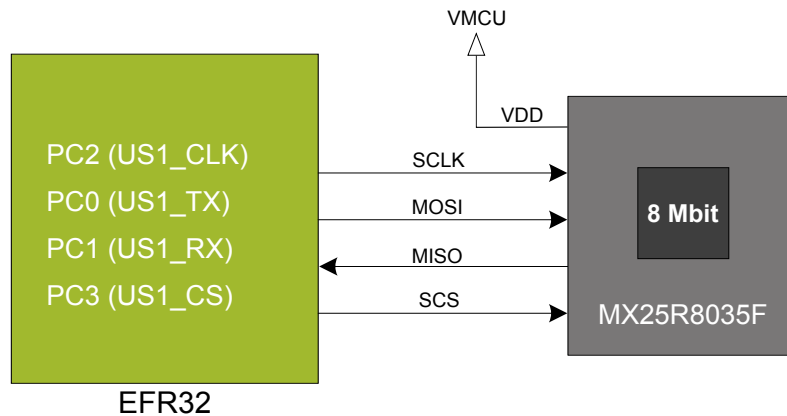 VMCU
VDD
PC2 (US1_CLK)
SCLK
PC0 (US1_TX)
MOSI
8 Mbit
PC1 (US1_RX)
MISO
PC3 (US1_CS)
SCS
MX25R8035F
EFR32